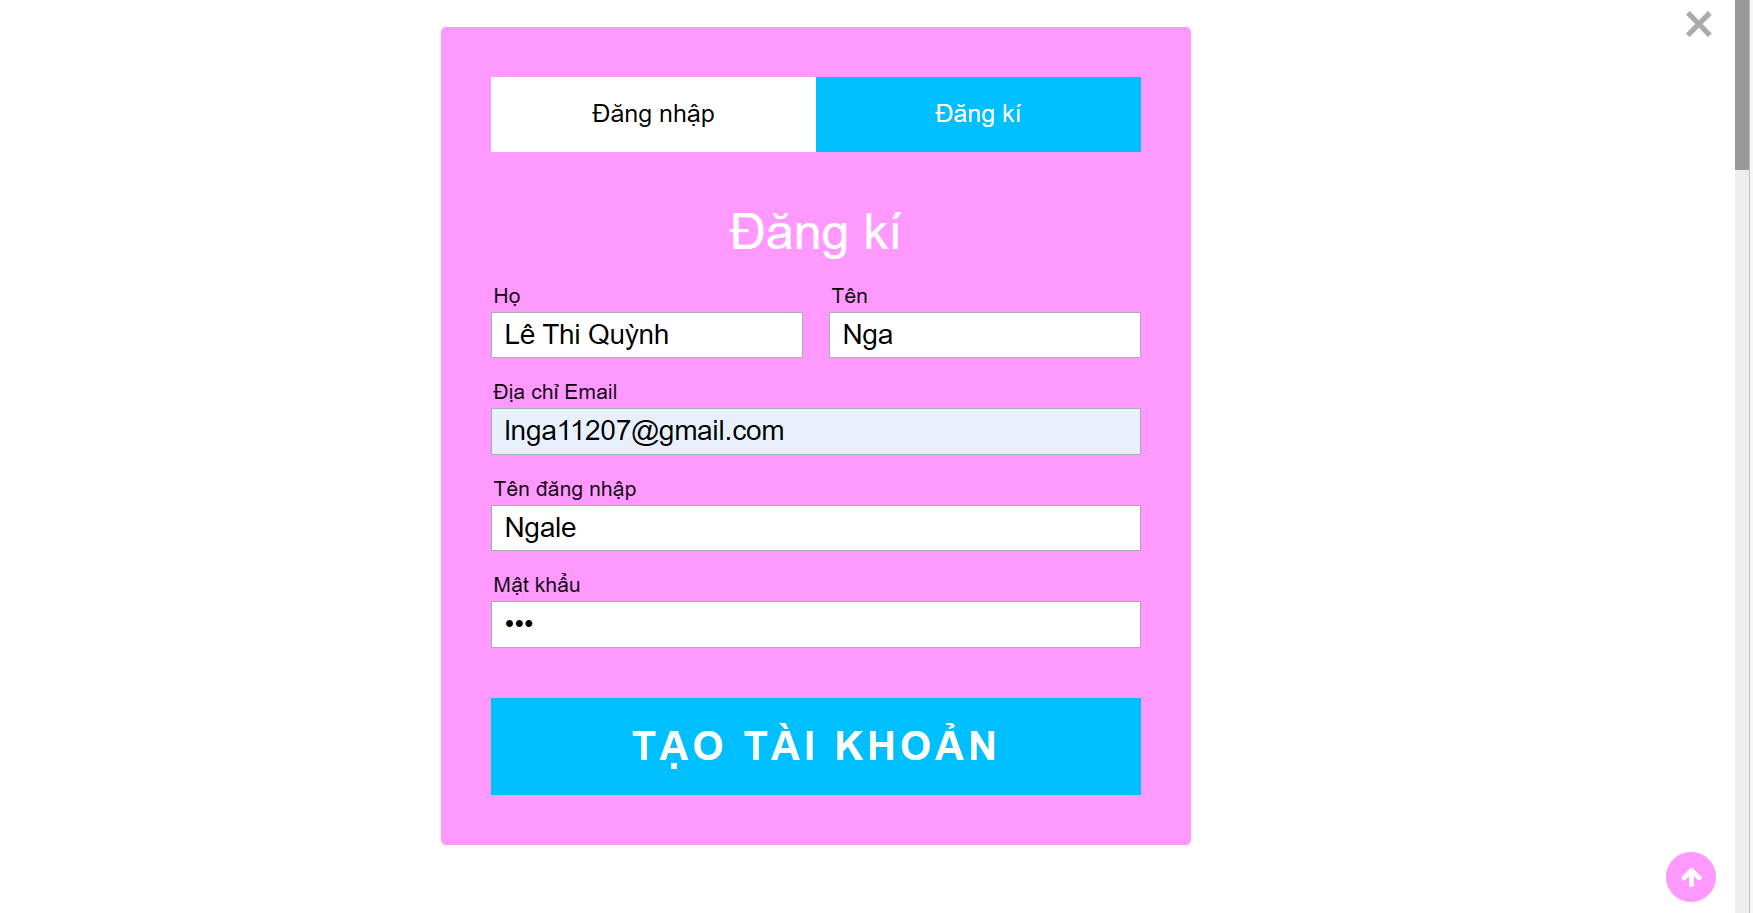 Đăng nhập
Đăng kí
Đăng kí
Họ
Tên
Lê Thi Quỳnh
Nga
Địa chỉ Email
lnga11207@gmail.com
Tên đăng nhập
Ngale
Mật khẩu
•••
TẠO TÀI KHOẢN